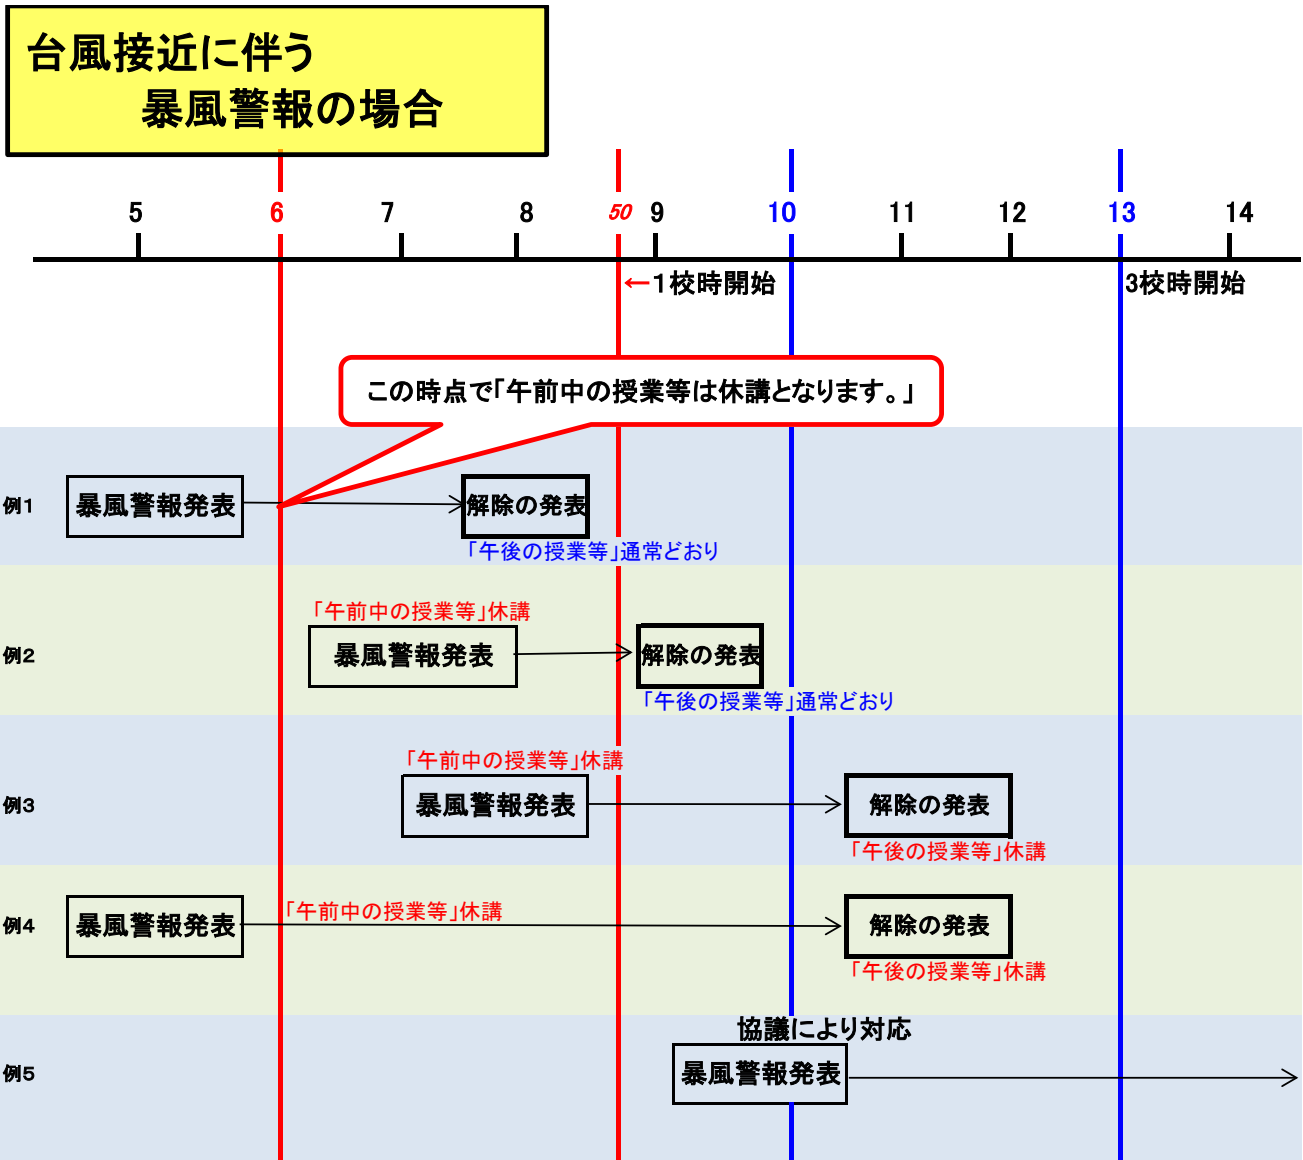 台風接近に伴う
暴風警報の場合
5 6 7 8 50 9 10 11 12 13 14
←1校時開始
3校時開始
この時点で「午前中の授業等は休講となります。」
例1
暴風警報発表
解除の発表
「午後の授業等」通常どおり
「午前中の授業等」休講
例2
暴風警報発表
解除の発表
「午後の授業等」通常どおり
「午前中の授業等」休講
例3
暴風警報発表
解除の発表
「午後の授業等」休講
例4
暴風警報発表
「午前中の授業等」休講
解除の発表
「午後の授業等」休講
協議により対応
例5
暴風警報発表